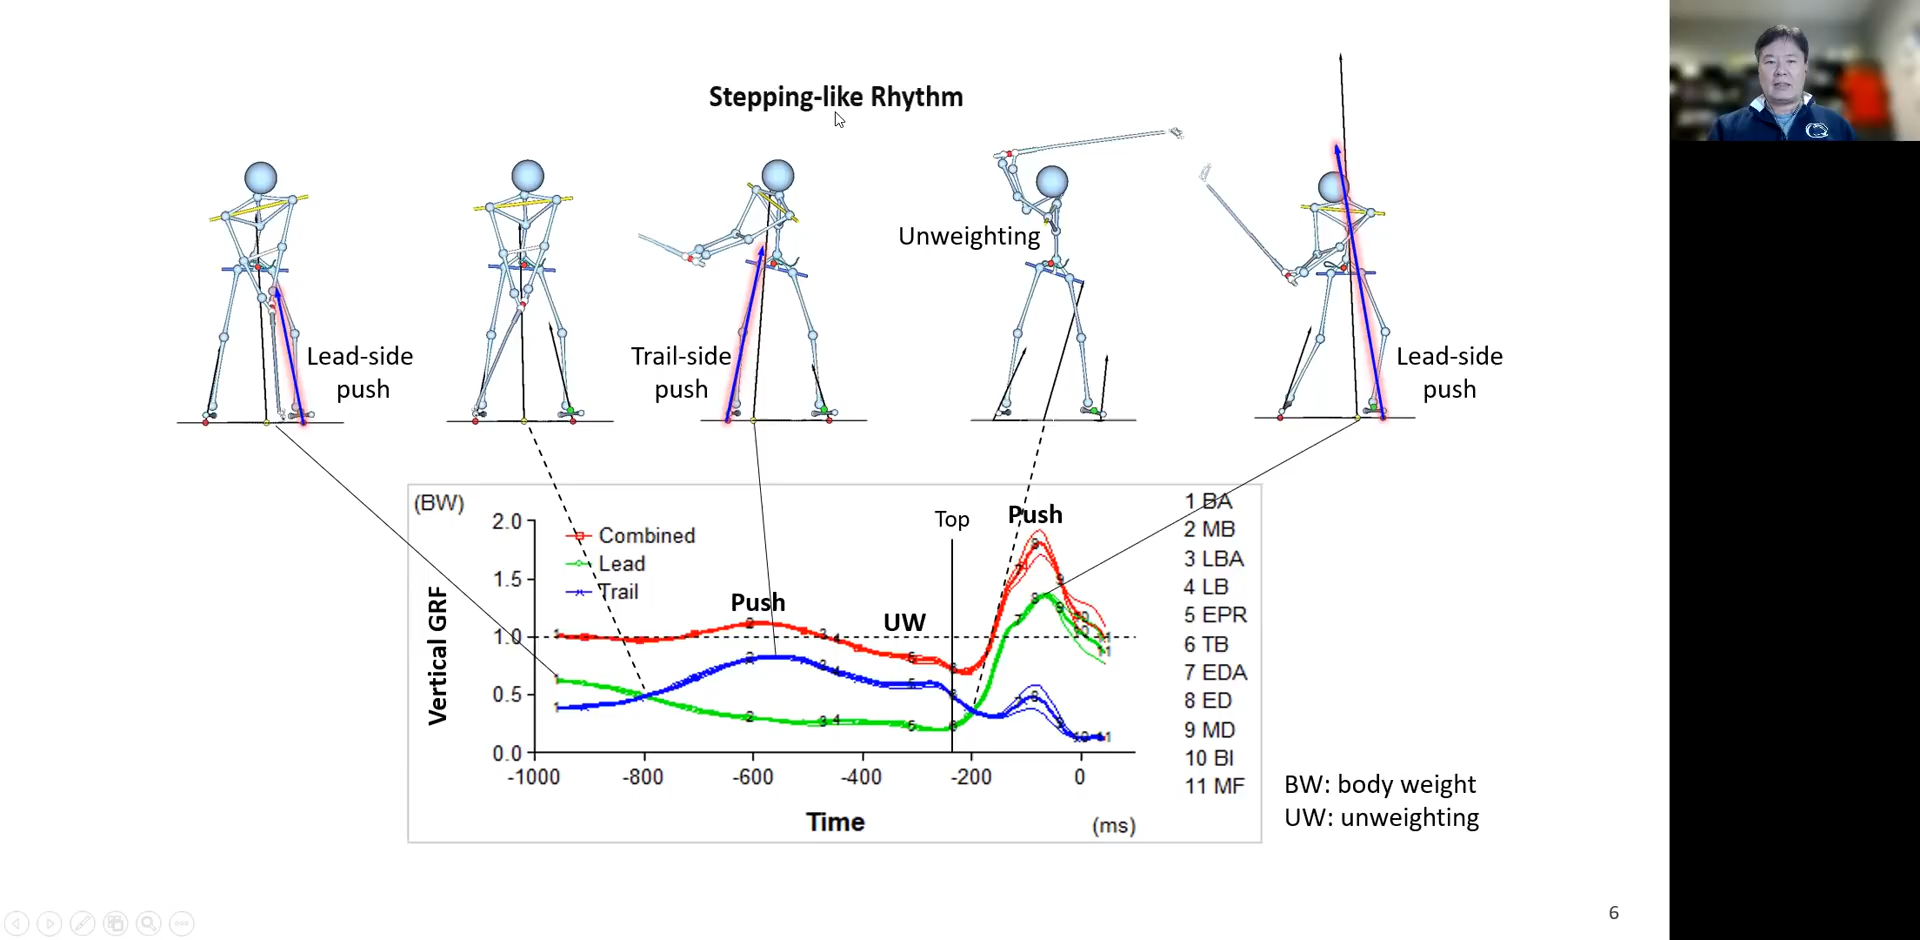 Stepping-like Rhythm
Unweighting
Lead-side
push
Trail-side
push
Lead-side
push
(BW)
Vertical GRF
2.0
1.5
1.0
0.5
0.0
Combined
Lead
Trail
Push
UW
Top
Push
-1000
-800
-600
-400
-200
0
Time
(ms)
1 BA
2 MB
3 LBA
4 LB
5 EPR
6 TB
7 EDA
8 ED
9 MD
10 BI
11 MF
BW: body weight
UW: unweighting
6